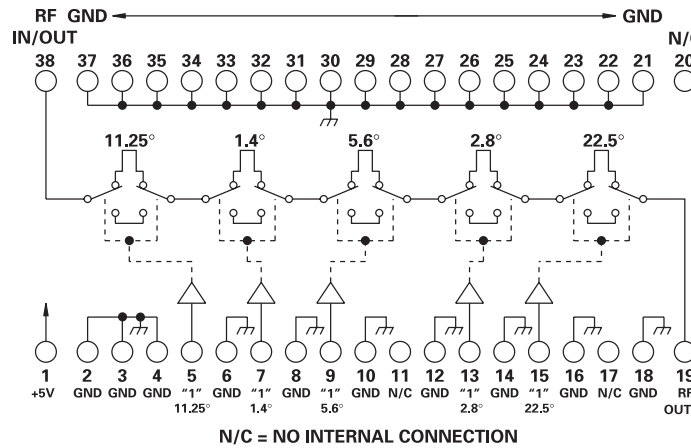 RF GND GND
IN/OUT N/C
38 37 36 35 34 33 32 31 30 29 28 27 26 25 24 23 22 21 20
11.25° 1.4° 5.6° 2.8° 22.5°
1 2 3 4 5 6 7 8 9 10 11 12 13 14 15 16 17 18 19
+5V GND GND GND "1" GND "1" GND "1" GND N/C GND "1" GND "1" GND N/C GND RF
11.25° 1.4° 5.6° 2.8° 22.5° OUT
N/C = NO INTERNAL CONNECTION